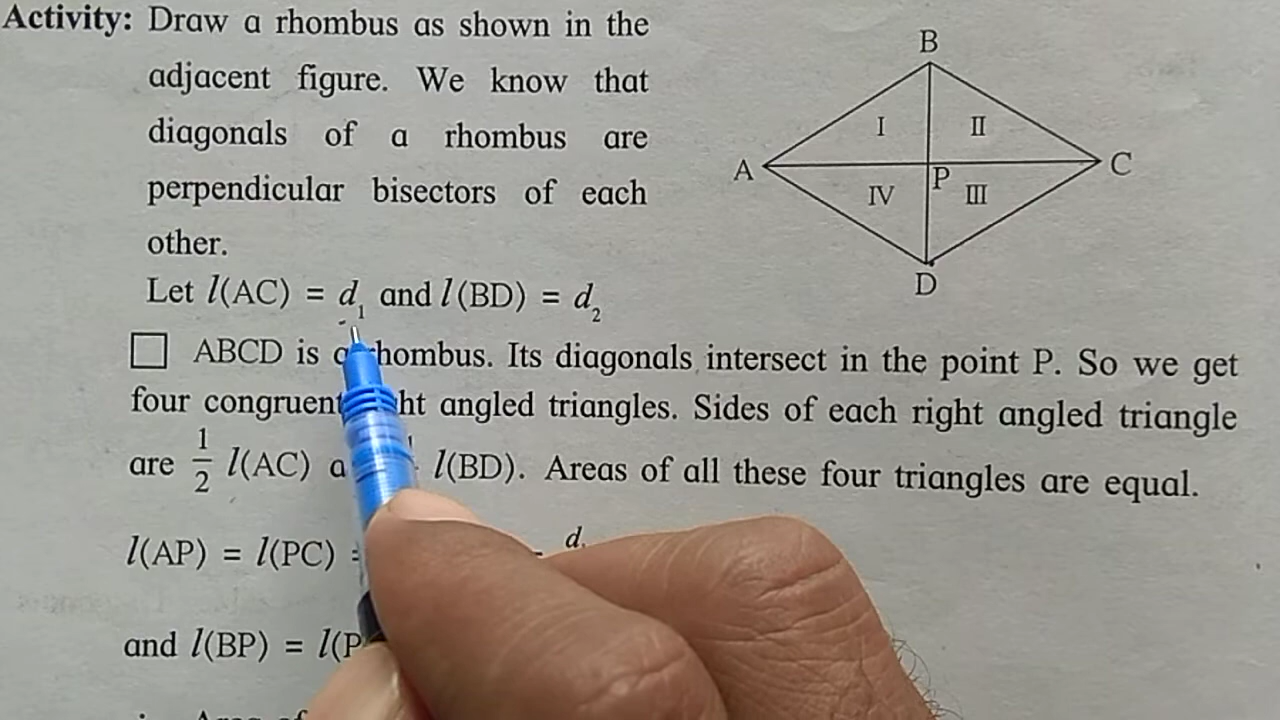 Activity: Draw a rhombus as shown in the
adjacent figure. We know that
diagonals of a rhombus are
perpendicular bisectors of each
other.
Let l(AC) = d₁ and l(BD) = d₂
□ ABCD is a rhombus. Its diagonals intersect in the point P. So we get
four congruent angled triangles. Sides of each right angled triangle
are 1/2 l(AC) l(BD). Areas of all these four triangles are equal.
l(AP) = l(PC) = d
and l(BP) = l(P
Area of
B
I II
A P C
IV III
D